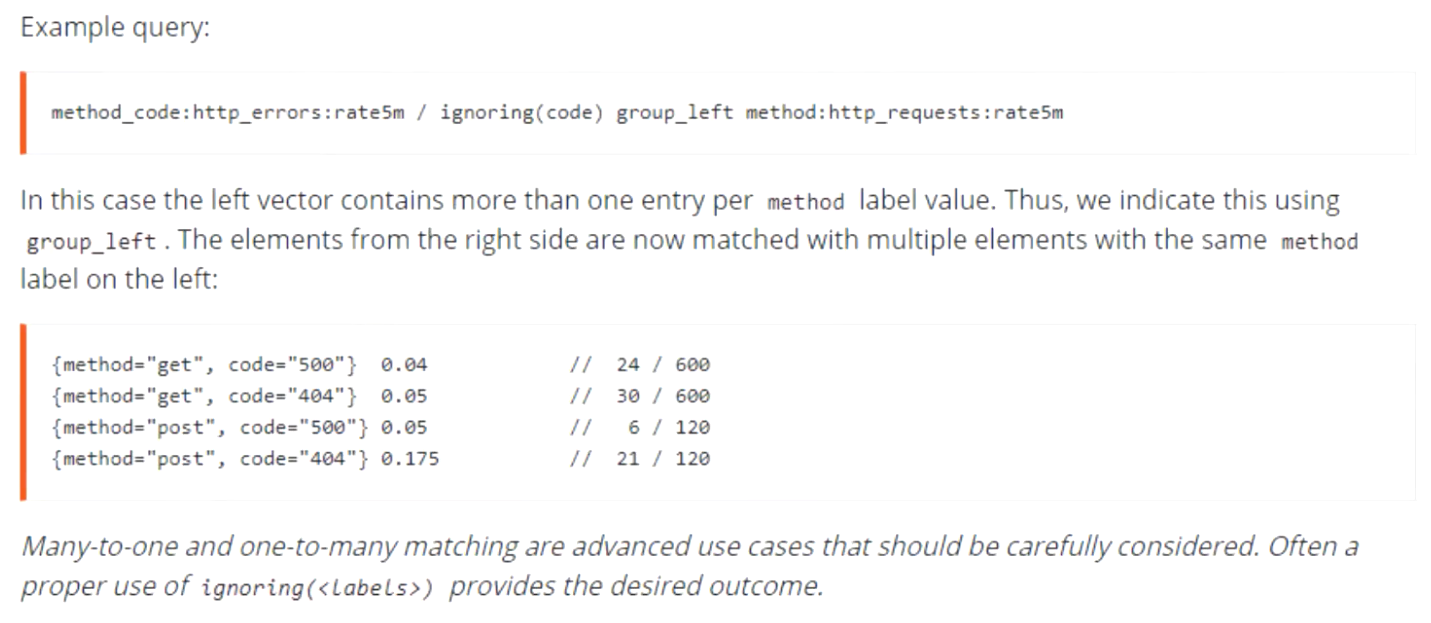 Example query:
method_code:http_errors:rate5m / ignoring(code) group_left method:http_requests:rate5m
In this case the left vector contains more than one entry per method label value. Thus, we indicate this using
group_left . The elements from the right side are now matched with multiple elements with the same method
label on the left:
{method="get", code="500"}  0.04            //  24 / 600
{method="get", code="404"}  0.05            //  30 / 600
{method="post", code="500"} 0.05            //   6 / 120
{method="post", code="404"} 0.175           //  21 / 120
Many-to-one and one-to-many matching are advanced use cases that should be carefully considered. Often a
proper use of ignoring(<labels>) provides the desired outcome.